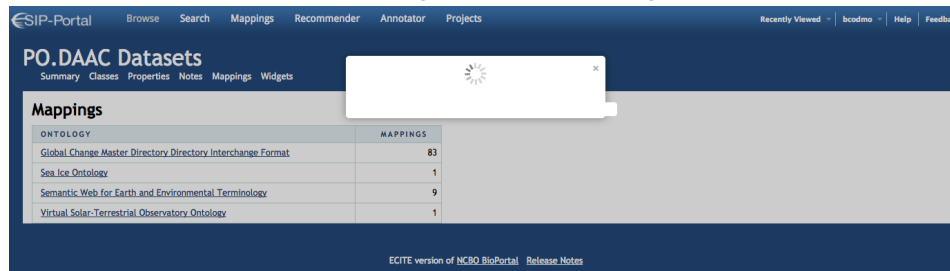 ESIP-Portal Browse Search Mappings Recommender Annotator Projects Recently Viewed bcodmo Help Feedba
PO.DAAC Datasets
Summary Classes Properties Notes Mappings Widgets
×
Mappings
ONTOLOGY MAPPINGS
Global Change Master Directory Directory Interchange Format 83
Sea Ice Ontology 1
Semantic Web for Earth and Environmental Terminology 9
Virtual Solar-Terrestrial Observatory Ontology 1
ECITE version of NCBO BioPortal Release Notes